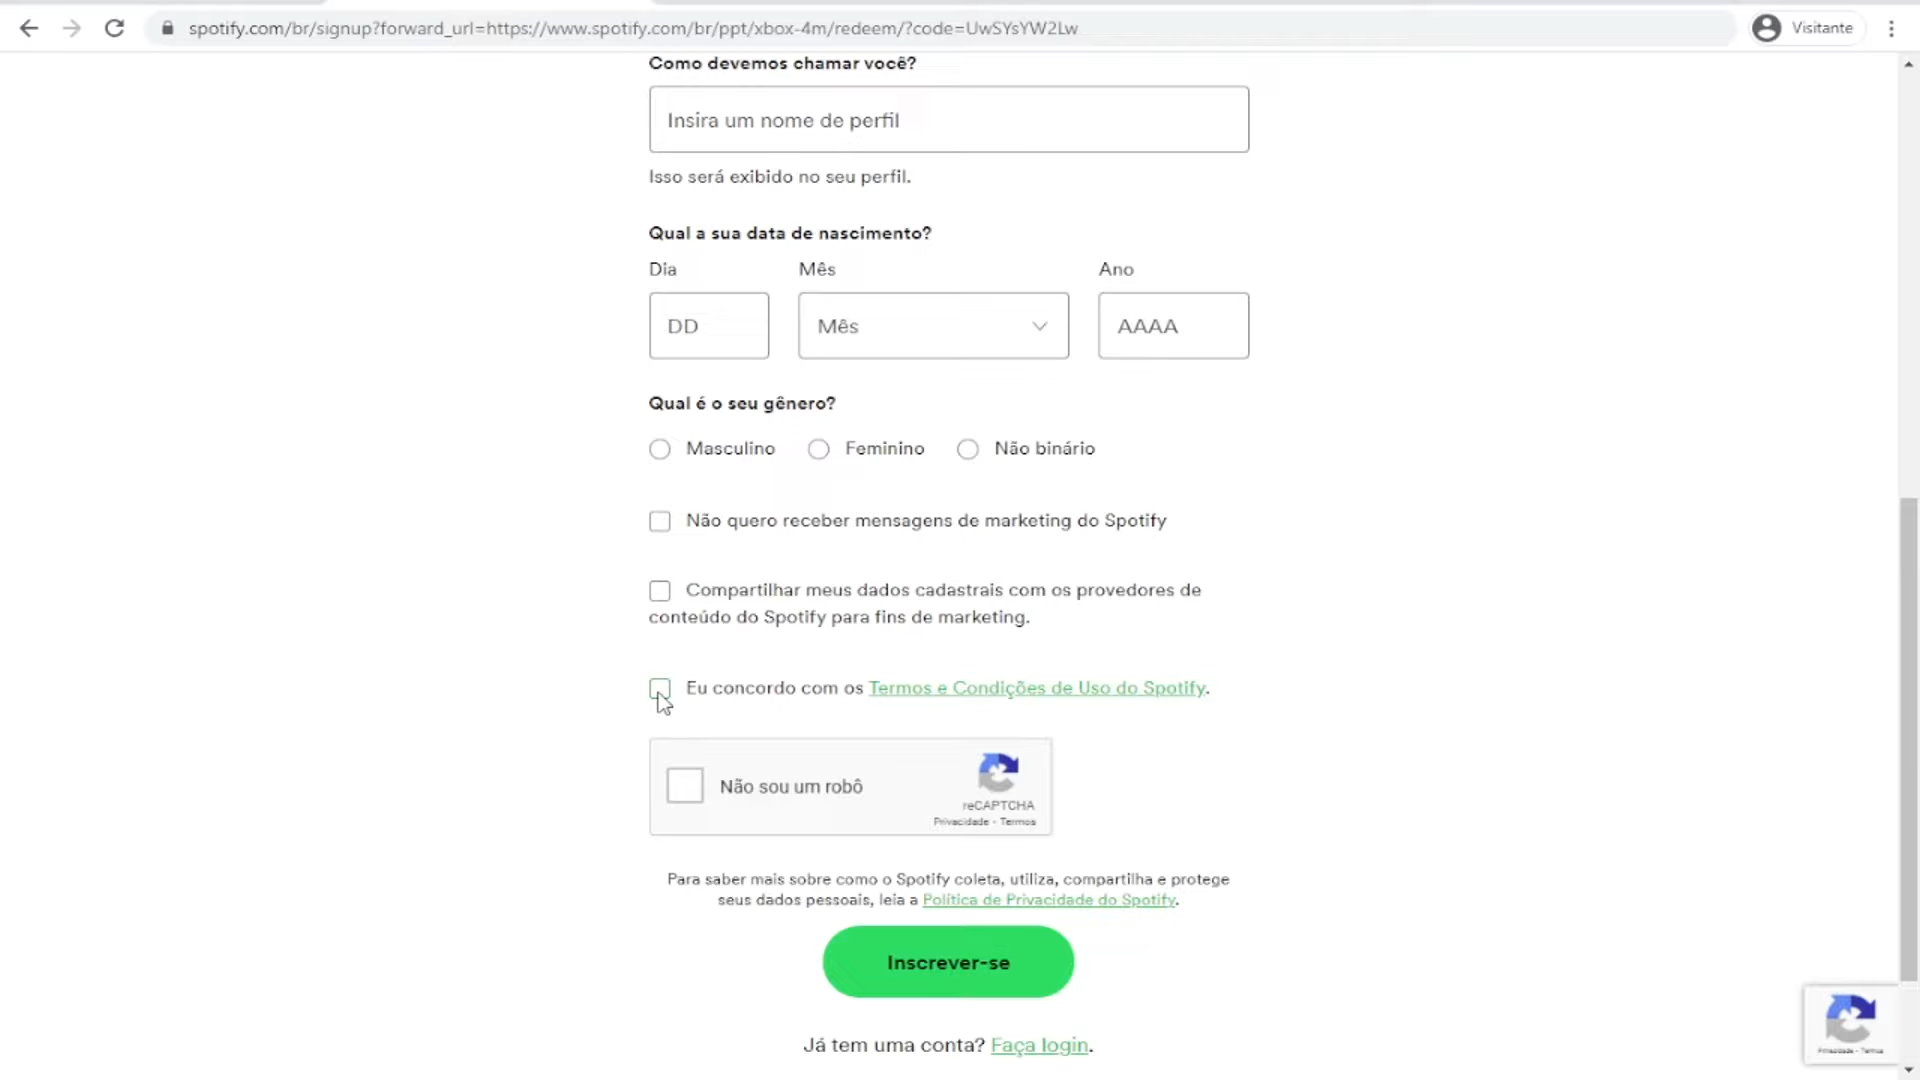 spotify.com/br/signup?forward_url=https://www.spotify.com/br/ppt/xbox-4m/redeem/?code=UwSYsYW2Lw
Visitante
Como devemos chamar você?
Insira um nome de perfil
Isso será exibido no seu perfil.
Qual a sua data de nascimento?
Dia Mês Ano
DD Mês AAAA
Qual é o seu gênero?
Masculino Feminino Não binário
Não quero receber mensagens de marketing do Spotify
Compartilhar meus dados cadastrais com os provedores de
conteúdo do Spotify para fins de marketing.
Eu concordo com os Termos e Condições de Uso do Spotify.
Não sou um robô
reCAPTCHA
Privacidade - Termos
Para saber mais sobre como o Spotify coleta, utiliza, compartilha e protege
seus dados pessoais, leia a Política de Privacidade do Spotify.
Inscrever-se
Privacidade - Termos
Já tem uma conta? Faça login.